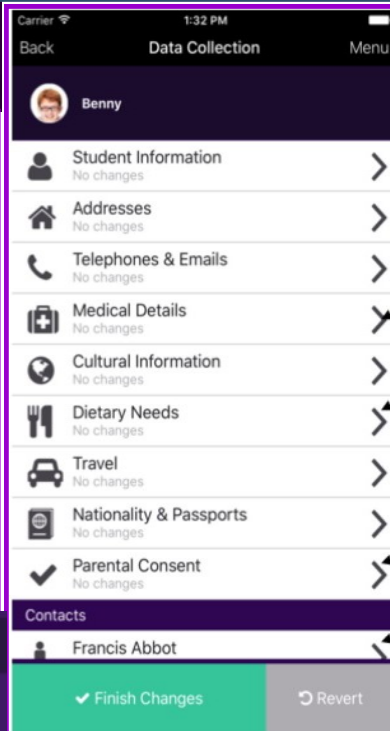 Carrier 1:32 PM
Back Data Collection Menu
Benny
Student Information
No changes
Addresses
No changes
Telephones & Emails
No changes
Medical Details
No changes
Cultural Information
No changes
Dietary Needs
No changes
Travel
No changes
Nationality & Passports
No changes
Parental Consent
No changes
Contacts
Francis Abbot
Finish Changes Revert